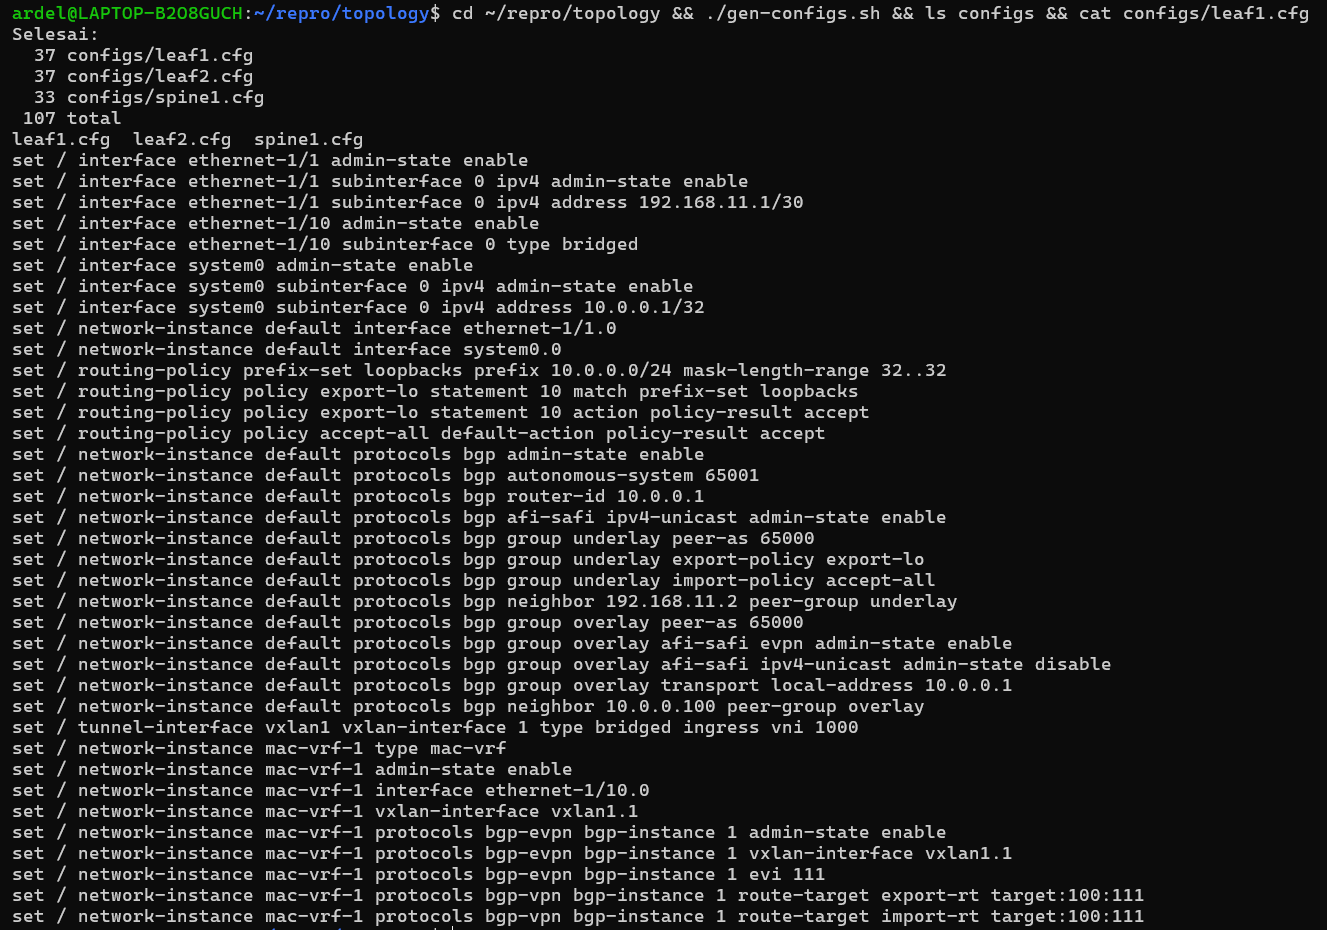 ardel@LAPTOP-B2O8GUCH:~/repro/topology$ cd ~/repro/topology && ./gen-configs.sh && ls configs && cat configs/leaf1.cfg
Selesai:
  37 configs/leaf1.cfg
  37 configs/leaf2.cfg
  33 configs/spine1.cfg
 107 total
leaf1.cfg  leaf2.cfg  spine1.cfg
set / interface ethernet-1/1 admin-state enable
set / interface ethernet-1/1 subinterface 0 ipv4 admin-state enable
set / interface ethernet-1/1 subinterface 0 ipv4 address 192.168.11.1/30
set / interface ethernet-1/10 admin-state enable
set / interface ethernet-1/10 subinterface 0 type bridged
set / interface system0 admin-state enable
set / interface system0 subinterface 0 ipv4 admin-state enable
set / interface system0 subinterface 0 ipv4 address 10.0.0.1/32
set / network-instance default interface ethernet-1/1.0
set / network-instance default interface system0.0
set / routing-policy prefix-set loopbacks prefix 10.0.0.0/24 mask-length-range 32..32
set / routing-policy policy export-lo statement 10 match prefix-set loopbacks
set / routing-policy policy export-lo statement 10 action policy-result accept
set / routing-policy policy accept-all default-action policy-result accept
set / network-instance default protocols bgp admin-state enable
set / network-instance default protocols bgp autonomous-system 65001
set / network-instance default protocols bgp router-id 10.0.0.1
set / network-instance default protocols bgp afi-safi ipv4-unicast admin-state enable
set / network-instance default protocols bgp group underlay peer-as 65000
set / network-instance default protocols bgp group underlay export-policy export-lo
set / network-instance default protocols bgp group underlay import-policy accept-all
set / network-instance default protocols bgp neighbor 192.168.11.2 peer-group underlay
set / network-instance default protocols bgp group overlay peer-as 65000
set / network-instance default protocols bgp group overlay afi-safi evpn admin-state enable
set / network-instance default protocols bgp group overlay afi-safi ipv4-unicast admin-state disable
set / network-instance default protocols bgp group overlay transport local-address 10.0.0.1
set / network-instance default protocols bgp neighbor 10.0.0.100 peer-group overlay
set / tunnel-interface vxlan1 vxlan-interface 1 type bridged ingress vni 1000
set / network-instance mac-vrf-1 type mac-vrf
set / network-instance mac-vrf-1 admin-state enable
set / network-instance mac-vrf-1 interface ethernet-1/10.0
set / network-instance mac-vrf-1 vxlan-interface vxlan1.1
set / network-instance mac-vrf-1 protocols bgp-evpn bgp-instance 1 admin-state enable
set / network-instance mac-vrf-1 protocols bgp-evpn bgp-instance 1 vxlan-interface vxlan1.1
set / network-instance mac-vrf-1 protocols bgp-evpn bgp-instance 1 evi 111
set / network-instance mac-vrf-1 protocols bgp-vpn bgp-instance 1 route-target export-rt target:100:111
set / network-instance mac-vrf-1 protocols bgp-vpn bgp-instance 1 route-target import-rt target:100:111